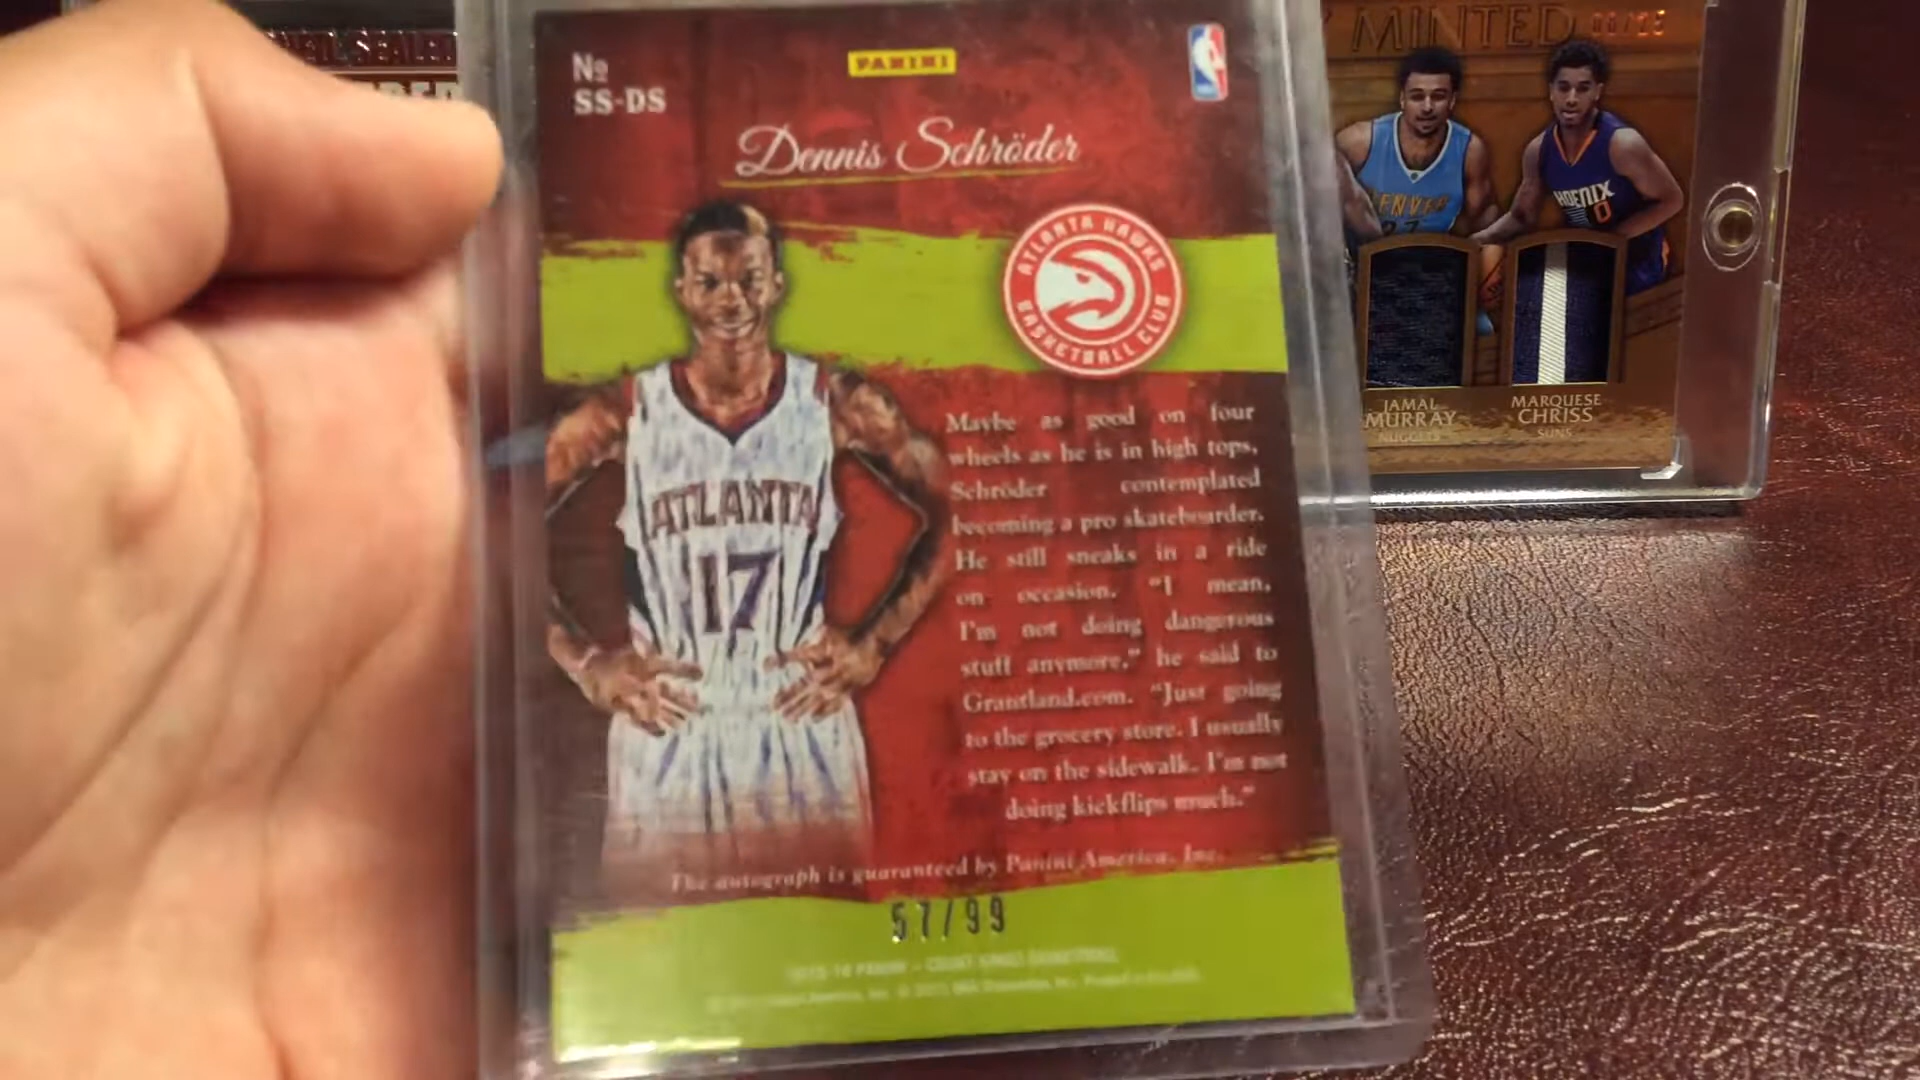 No
SS-DS
PANINI
Dennis Schröder
ATLANTA HAWKS
BASKETBALL CLUB
ATLANTA
17
Maybe as good on four
wheels as he is in high tops,
Schröder contemplated
becoming a pro skateboarder.
He still sneaks in a ride
on occasion. "I mean,
I'm not doing dangerous
stuff anymore," he said to
Grantland.com. "Just going
to the grocery store. I usually
stay on the sidewalk. I'm not
doing kickflips much."
The autograph is guaranteed by Panini America, Inc.
57/99
MINTED
PHOENIX
0
JAMAL
MURRAY
NUGGETS
MARQUESE
CHRISS
SUNS